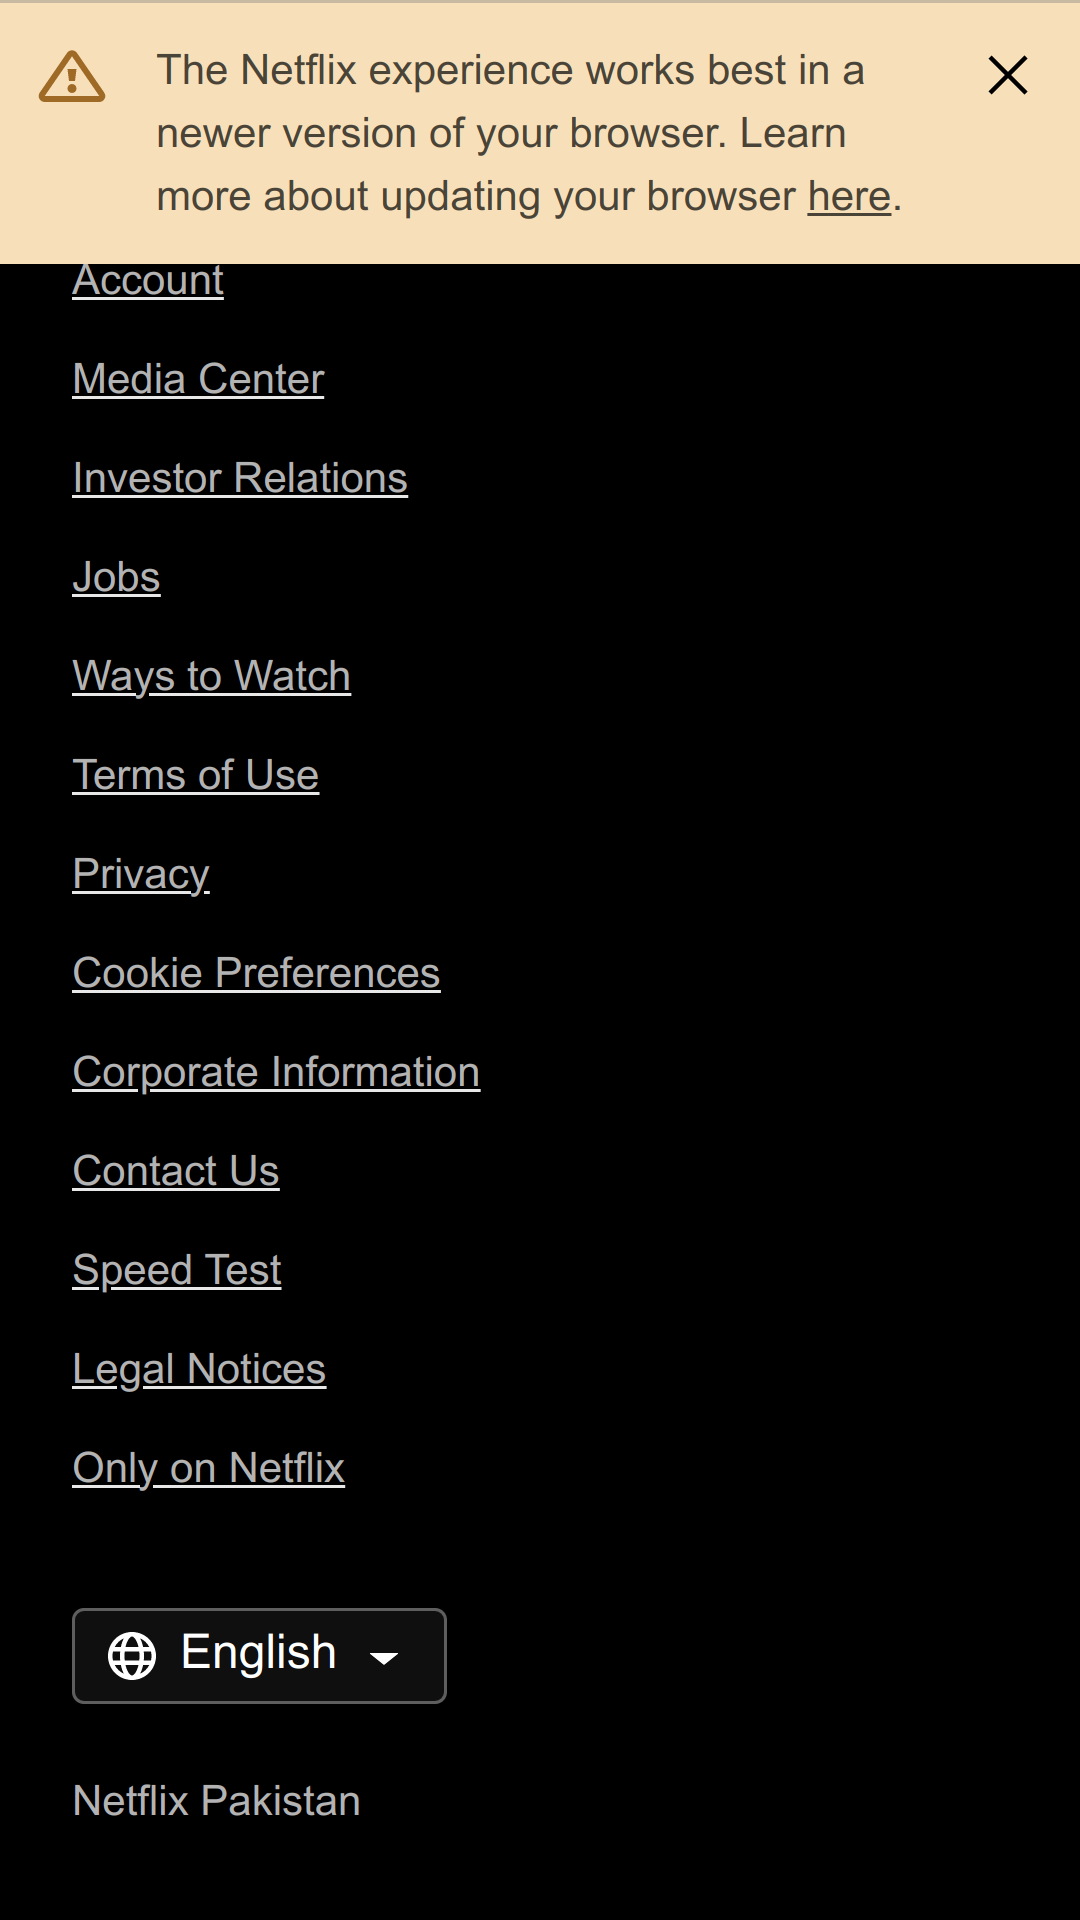 The Netflix experience works best in a
newer version of your browser. Learn
more about updating your browser here.
Account
Media Center
Investor Relations
Jobs
Ways to Watch
Terms of Use
Privacy
Cookie Preferences
Corporate Information
Contact Us
Speed Test
Legal Notices
Only on Netflix
English
Netflix Pakistan